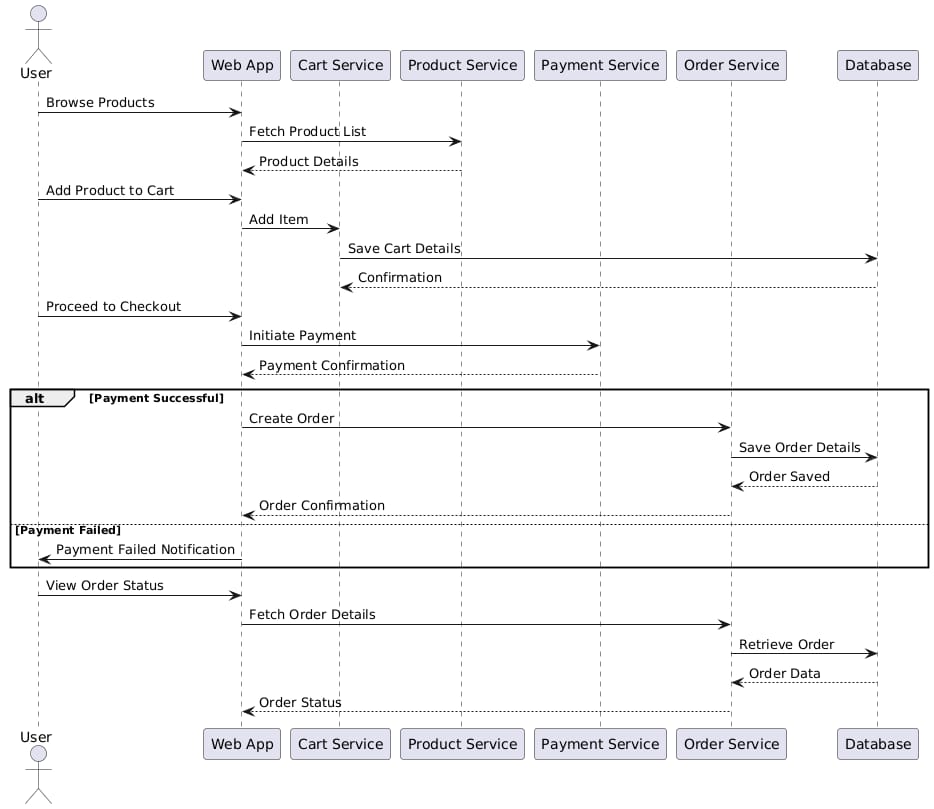 User
Web App Cart Service Product Service Payment Service Order Service Database
Browse Products
Fetch Product List
Product Details
Add Product to Cart
Add Item
Save Cart Details
Confirmation
Proceed to Checkout
Initiate Payment
Payment Confirmation
alt [Payment Successful]
Create Order
Save Order Details
Order Saved
Order Confirmation
[Payment Failed]
Payment Failed Notification
View Order Status
Fetch Order Details
Retrieve Order
Order Data
Order Status
User
Web App Cart Service Product Service Payment Service Order Service Database